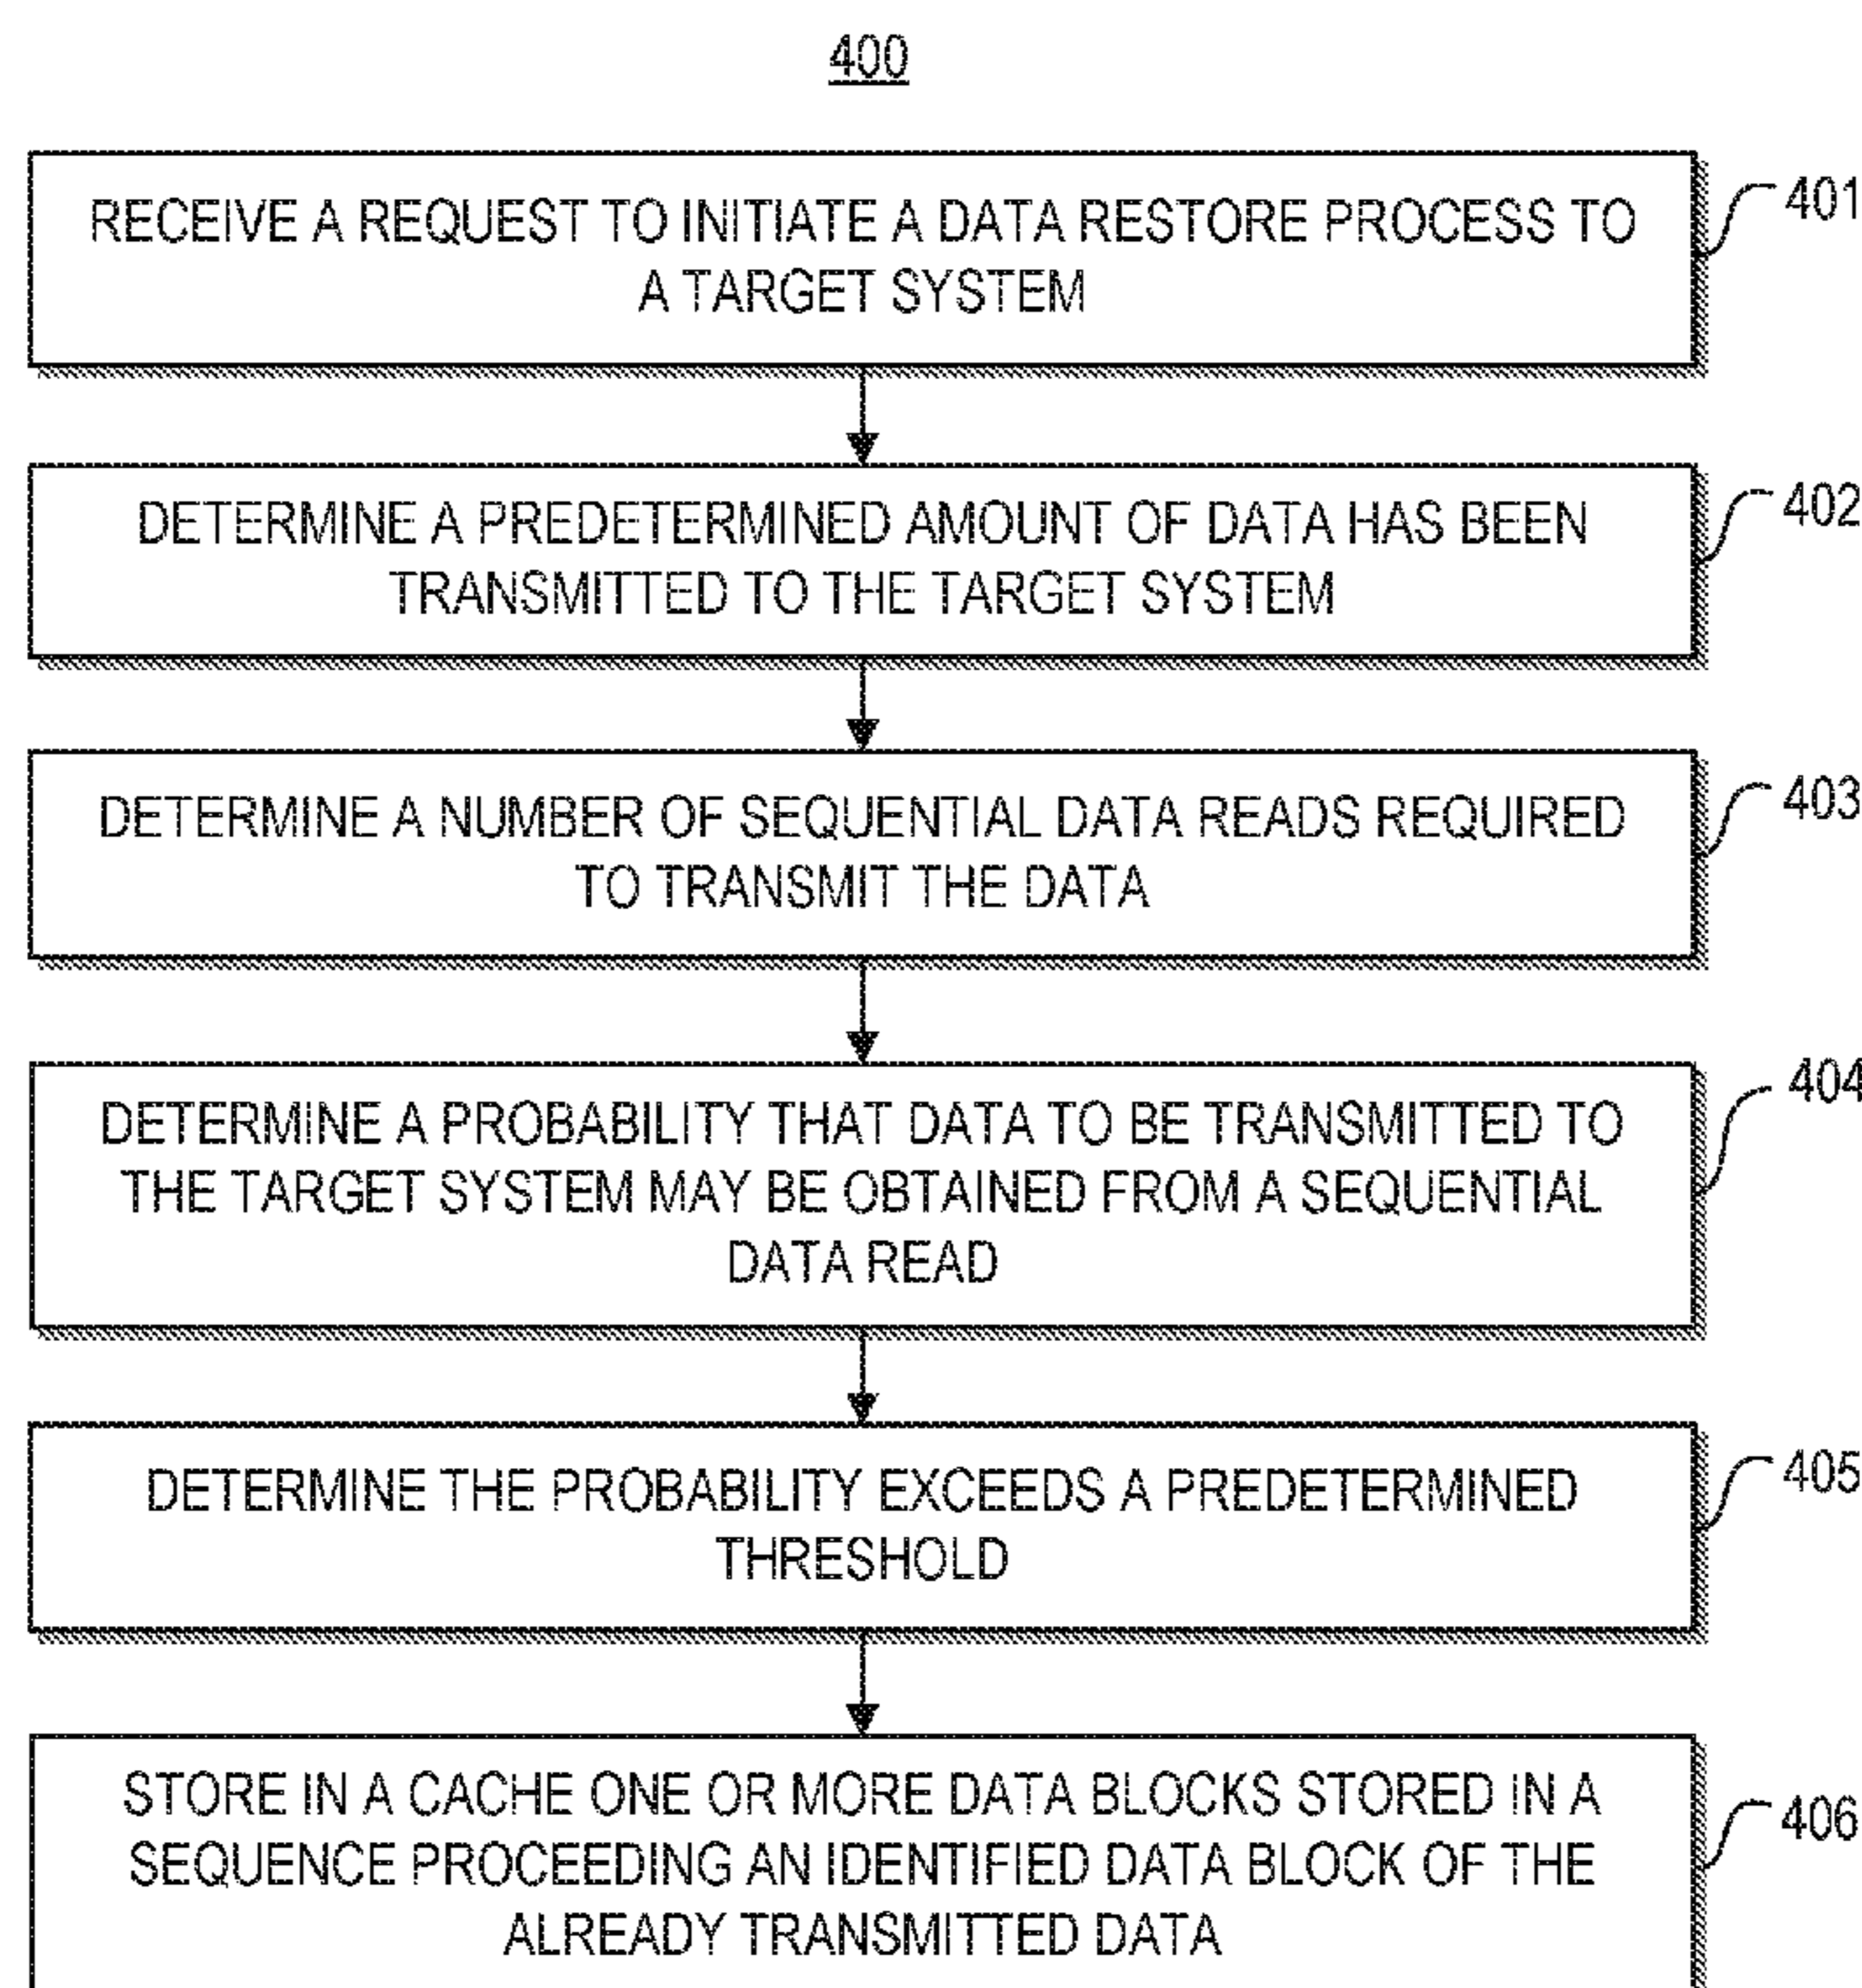 400
RECEIVE A REQUEST TO INITIATE A DATA RESTORE PROCESS TO
A TARGET SYSTEM
401
DETERMINE A PREDETERMINED AMOUNT OF DATA HAS BEEN
TRANSMITTED TO THE TARGET SYSTEM
402
DETERMINE A NUMBER OF SEQUENTIAL DATA READS REQUIRED
TO TRANSMIT THE DATA
403
DETERMINE A PROBABILITY THAT DATA TO BE TRANSMITTED TO
THE TARGET SYSTEM MAY BE OBTAINED FROM A SEQUENTIAL
DATA READ
404
DETERMINE THE PROBABILITY EXCEEDS A PREDETERMINED
THRESHOLD
405
STORE IN A CACHE ONE OR MORE DATA BLOCKS STORED IN A
SEQUENCE PROCEEDING AN IDENTIFIED DATA BLOCK OF THE
ALREADY TRANSMITTED DATA
406